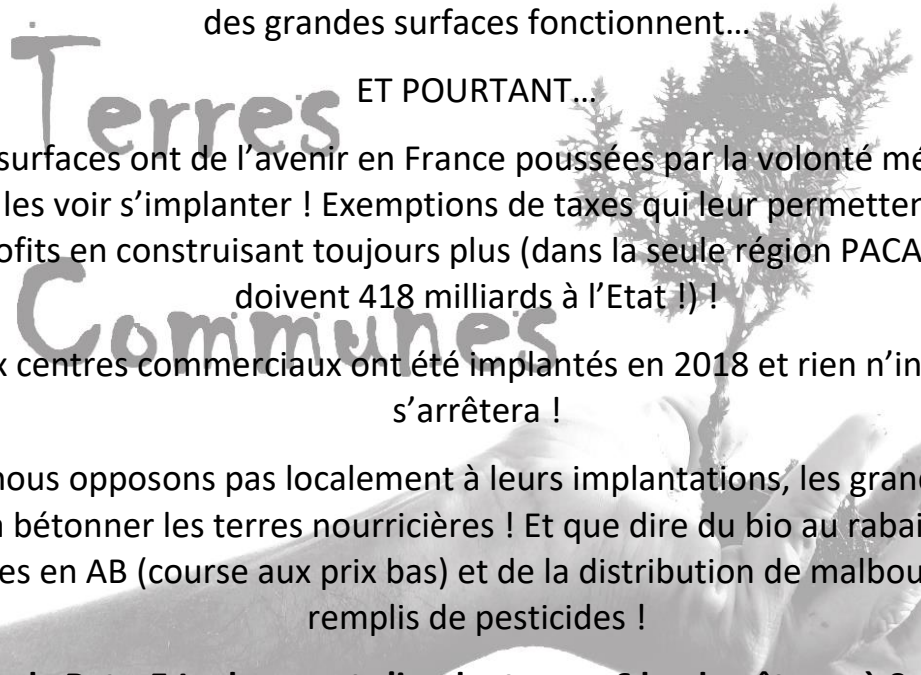 des grandes surfaces fonctionnent…
Terres
ET POURTANT…
surfaces ont de l’avenir en France poussées par la volonté mé
les voir s’implanter ! Exemptions de taxes qui leur permetter
ofits en construisant toujours plus (dans la seule région PACA
doivent 418 milliards à l’Etat !) !
Communes
x centres commerciaux ont été implantés en 2018 et rien n’in
s’arrêtera !
nous opposons pas localement à leurs implantations, les grand
à bétonner les terres nourricières ! Et que dire du bio au rabai
es en AB (course aux prix bas) et de la distribution de malbou
remplis de pesticides !